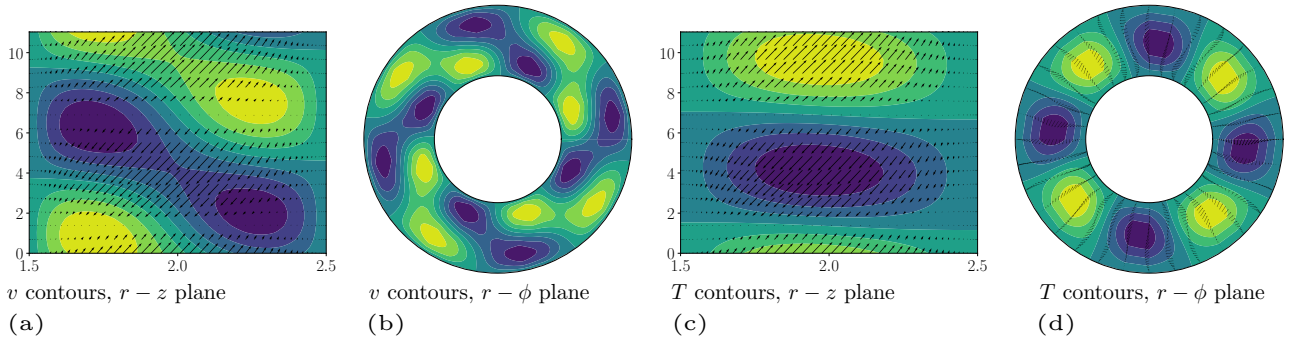 10
8
6
4
2
0
1.5 2.0 2.5
v contours, r − z plane
(a)
v contours, r − ϕ plane
(b)
10
8
6
4
2
0
1.5 2.0 2.5
T contours, r − z plane
(c)
T contours, r − ϕ plane
(d)